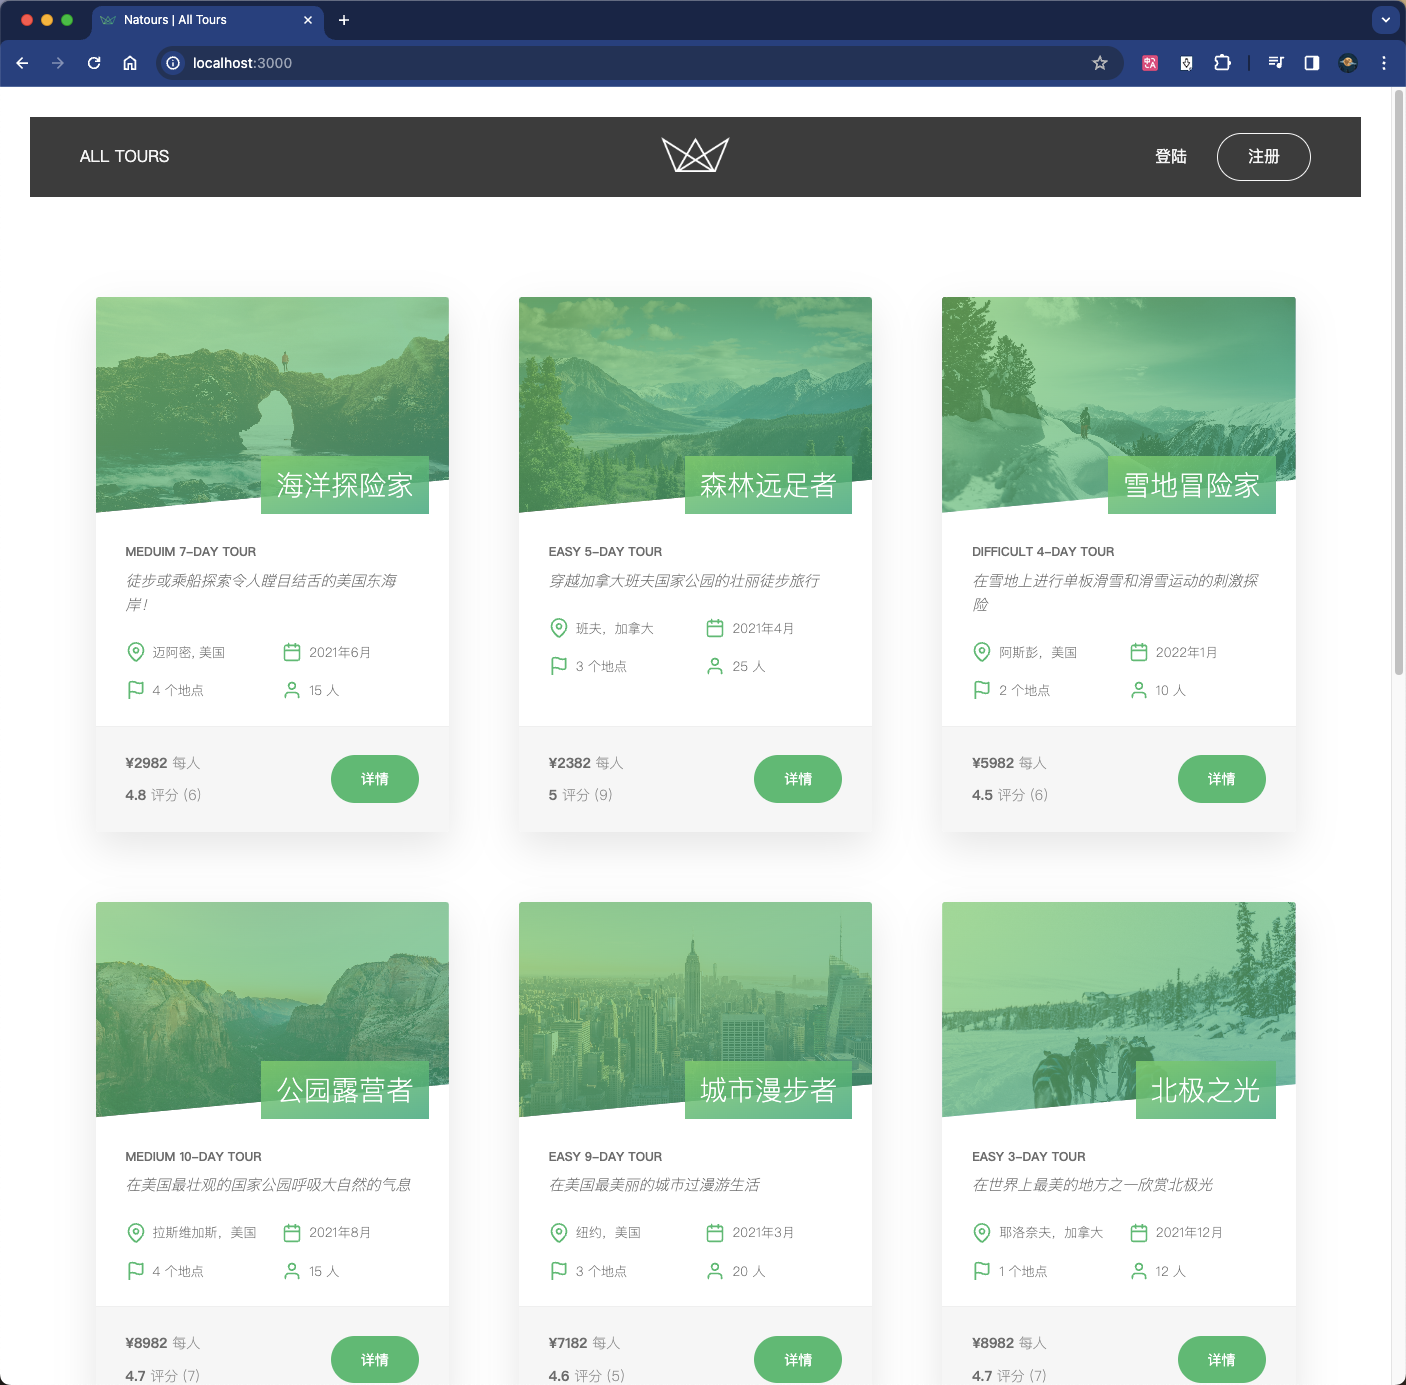 Natours | All Tours
localhost:3000
ALL TOURS
登陆
注册
海洋探险家
MEDUIM 7-DAY TOUR
徒步或乘船探索令人瞠目结舌的美国东海
岸！
迈阿密, 美国
2021年6月
4 个地点
15 人
¥2982 每人
4.8 评分 (6)
详情
森林远足者
EASY 5-DAY TOUR
穿越加拿大班夫国家公园的壮丽徒步旅行
班夫，加拿大
2021年4月
3 个地点
25 人
¥2382 每人
5 评分 (9)
详情
雪地冒险家
DIFFICULT 4-DAY TOUR
在雪地上进行单板滑雪和滑雪运动的刺激探
险
阿斯彭，美国
2022年1月
2 个地点
10 人
¥5982 每人
4.5 评分 (6)
详情
公园露营者
MEDIUM 10-DAY TOUR
在美国最壮观的国家公园呼吸大自然的气息
拉斯维加斯，美国
2021年8月
4 个地点
15 人
¥8982 每人
4.7 评分 (7)
详情
城市漫步者
EASY 9-DAY TOUR
在美国最美丽的城市过漫游生活
纽约，美国
2021年3月
3 个地点
20 人
¥7182 每人
4.6 评分 (5)
详情
北极之光
EASY 3-DAY TOUR
在世界上最美的地方之一欣赏北极光
耶洛奈夫，加拿大
2021年12月
1 个地点
12 人
¥8982 每人
4.7 评分 (7)
详情